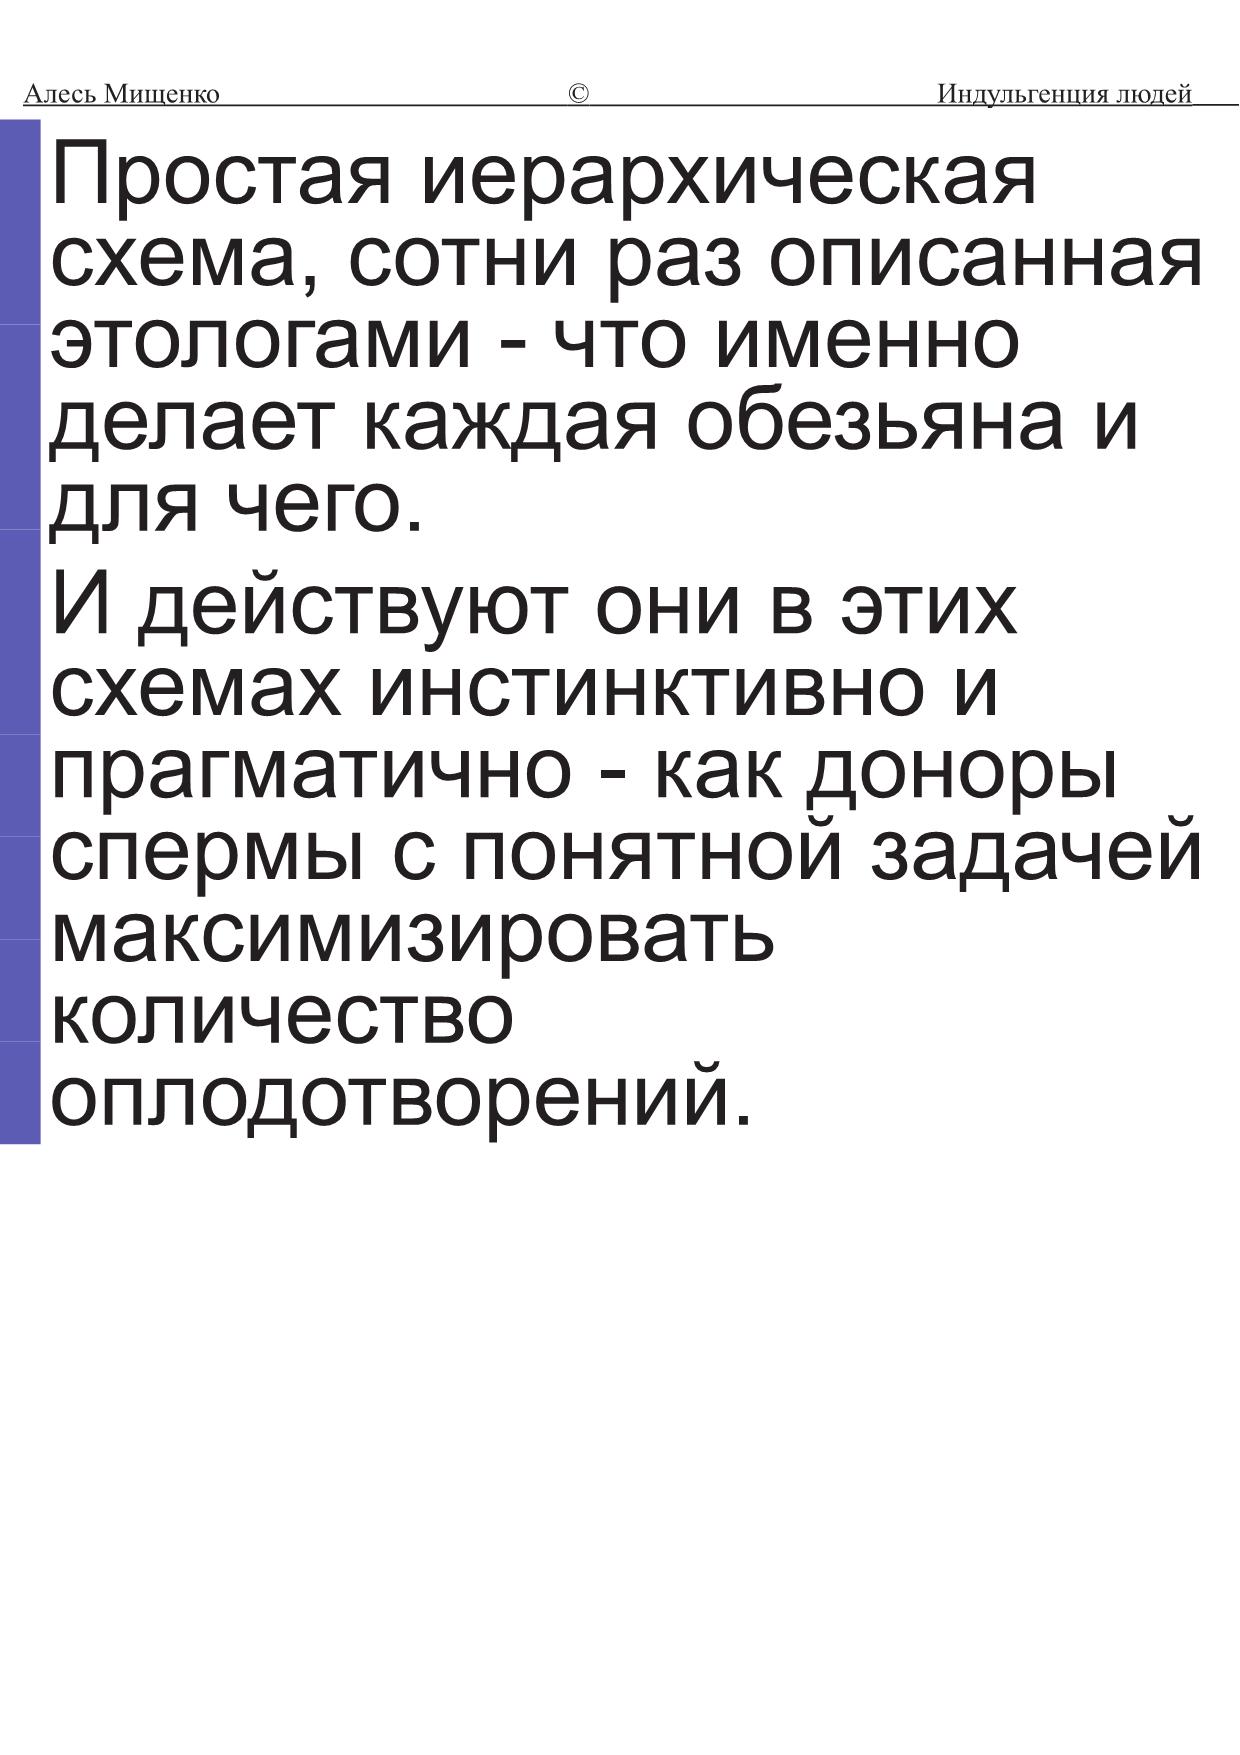 Алесь Мищенко © Индульгенция людей
Простая иерархическая
схема, сотни раз описанная
этологами - что именно
делает каждая обезьяна и
для чего.
И действуют они в этих
схемах инстинктивно и
прагматично - как доноры
спермы с понятной задачей
максимизировать
количество
оплодотворений.